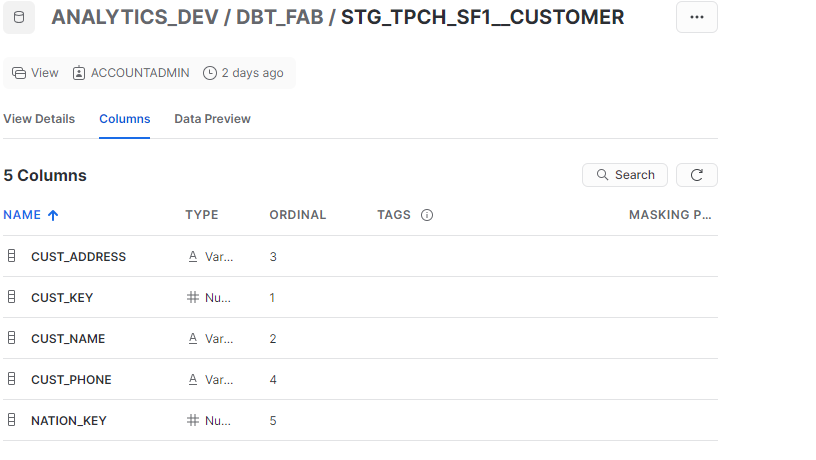 ANALYTICS_DEV / DBT_FAB / STG_TPCH_SF1__CUSTOMER
View ACCOUNTADMIN 2 days ago
View Details Columns Data Preview
5 Columns Search
NAME TYPE ORDINAL TAGS MASKING P...
CUST_ADDRESS A Var... 3
CUST_KEY # Nu... 1
CUST_NAME A Var... 2
CUST_PHONE A Var... 4
NATION_KEY # Nu... 5